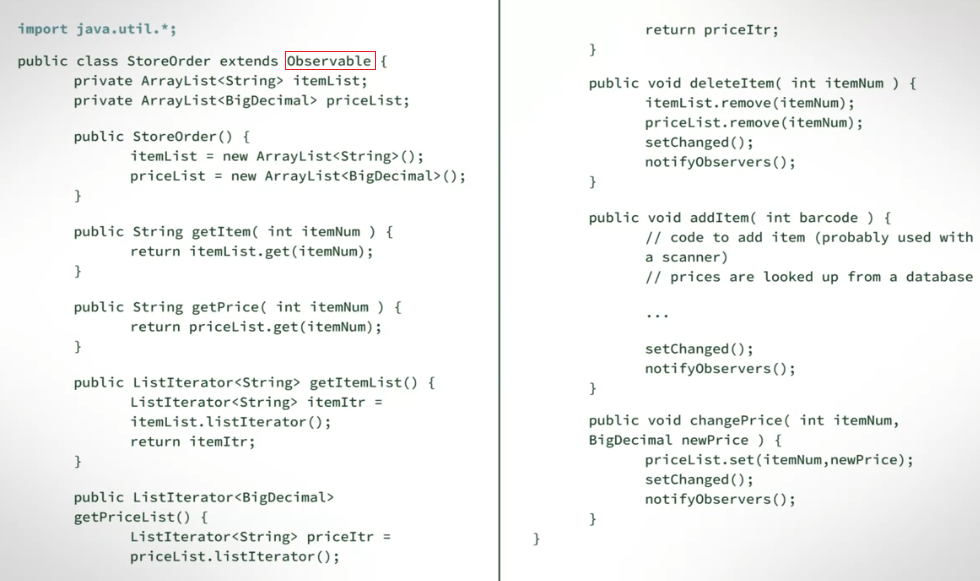 import java.util.*;
public class StoreOrder extends Observable {
private ArrayList<String> itemList;
private ArrayList<BigDecimal> priceList;
public StoreOrder() {
itemList = new ArrayList<String>();
priceList = new ArrayList<BigDecimal>();
}
public String getItem( int itemNum ) {
return itemList.get(itemNum);
}
public String getPrice( int itemNum ) {
return priceList.get(itemNum);
}
public ListIterator<String> getItemList() {
ListIterator<String> itemItr =
itemList.listIterator();
return itemItr;
}
public ListIterator<BigDecimal>
getPriceList() {
ListIterator<String> priceItr =
priceList.listIterator();
return priceItr;
}
public void deleteItem( int itemNum ) {
itemList.remove(itemNum);
priceList.remove(itemNum);
setChanged();
notifyObservers();
}
public void addItem( int barcode ) {
// code to add item (probably used with
a scanner)
// prices are looked up from a database
...
setChanged();
notifyObservers();
}
public void changePrice( int itemNum,
BigDecimal newPrice ) {
priceList.set(itemNum,newPrice);
setChanged();
notifyObservers();
}
}